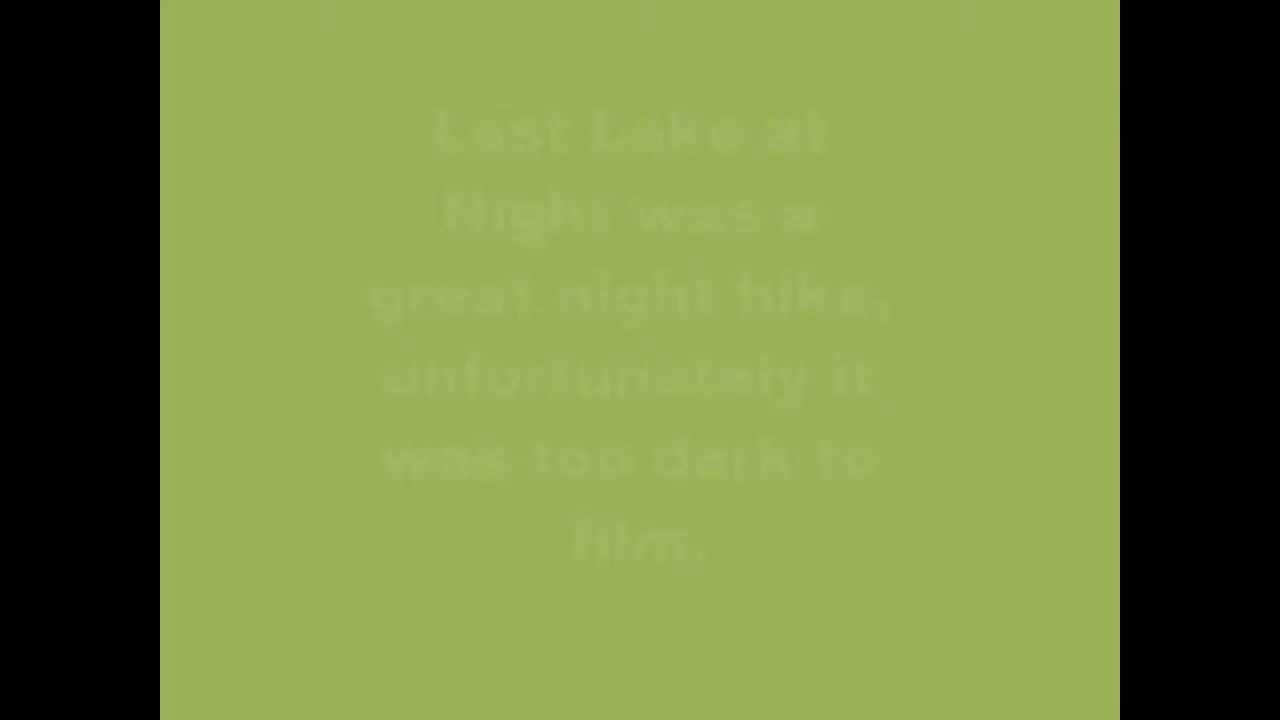 Lost Lake at
Night was a
great night hike,
unfortunately it
was too dark to
film.